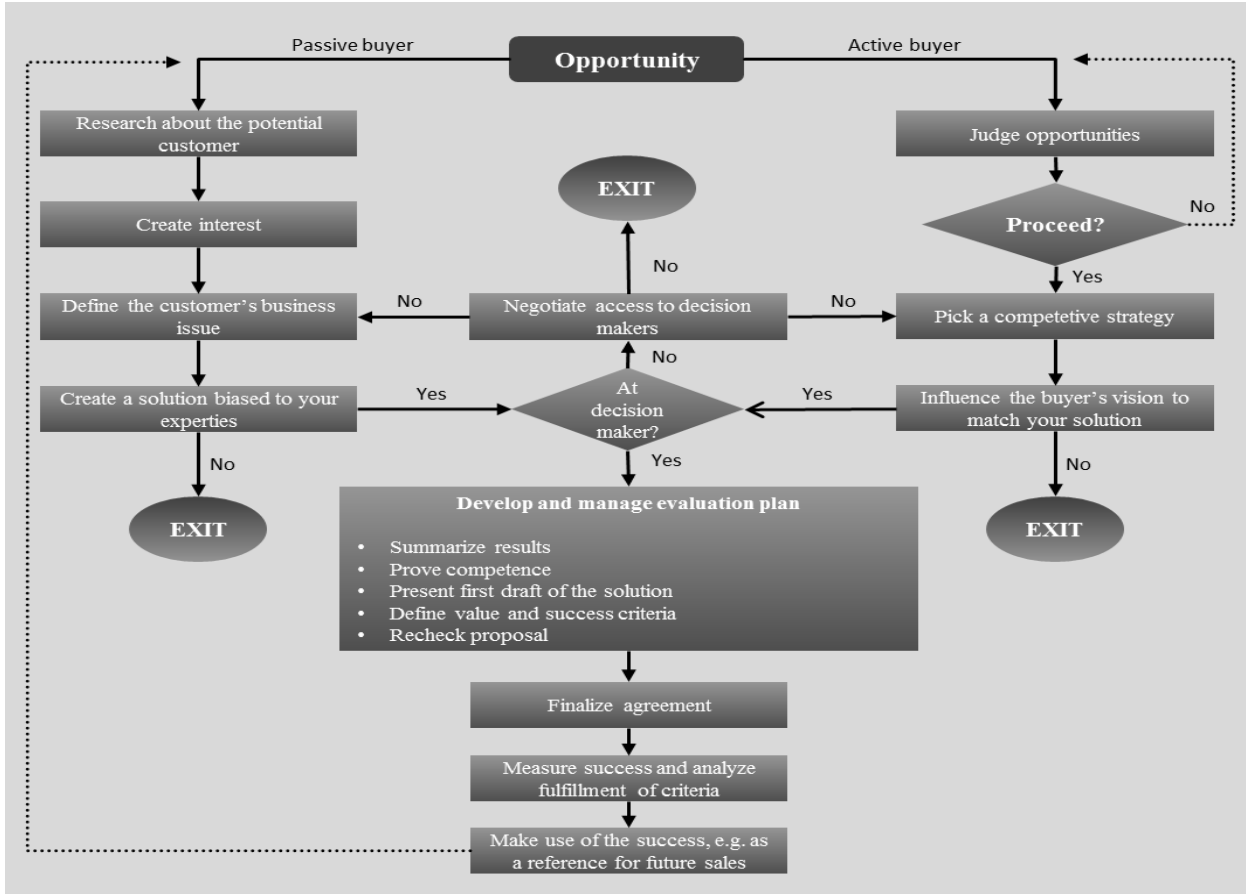 Passive buyer
Opportunity
Active buyer
Research about the potential
customer
Judge opportunities
EXIT
Create interest
Proceed?
No
No
Yes
Define the customer's business
issue
No
Negotiate access to decision
makers
No
Pick a competetive strategy
No
Create a solution biased to your
experties
Yes
At
decision
maker?
Yes
Influence the buyer's vision to
match your solution
No
Yes
No
EXIT
EXIT
Develop and manage evaluation plan
• Summarize results
• Prove competence
• Present first draft of the solution
• Define value and success criteria
• Recheck proposal
Finalize agreement
Measure success and analyze
fulfillment of criteria
Make use of the success, e.g. as
a reference for future sales